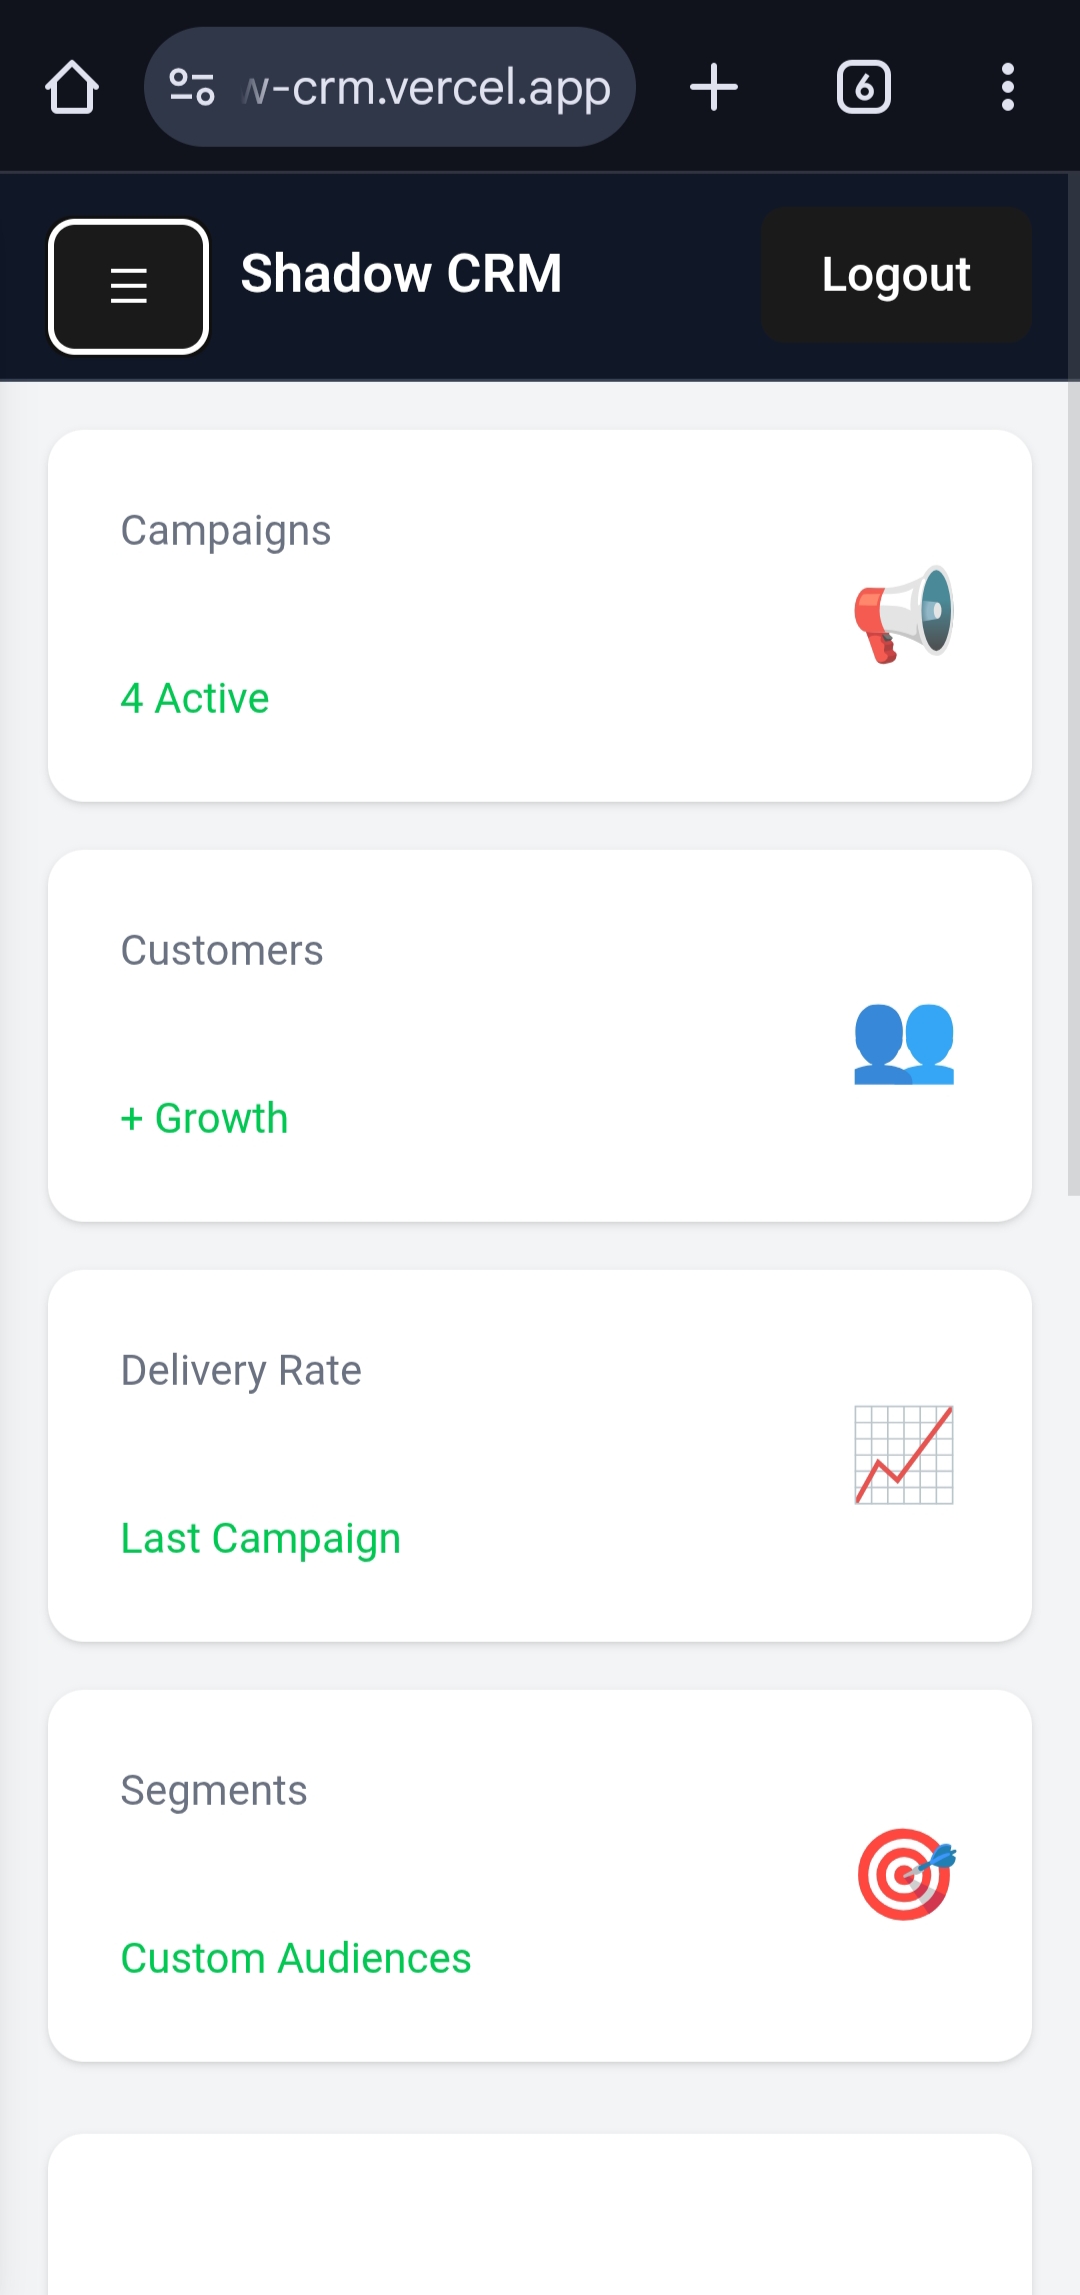 w-crm.vercel.app
6
Shadow CRM
Logout
Campaigns
4 Active
Customers
+ Growth
Delivery Rate
Last Campaign
Segments
Custom Audiences